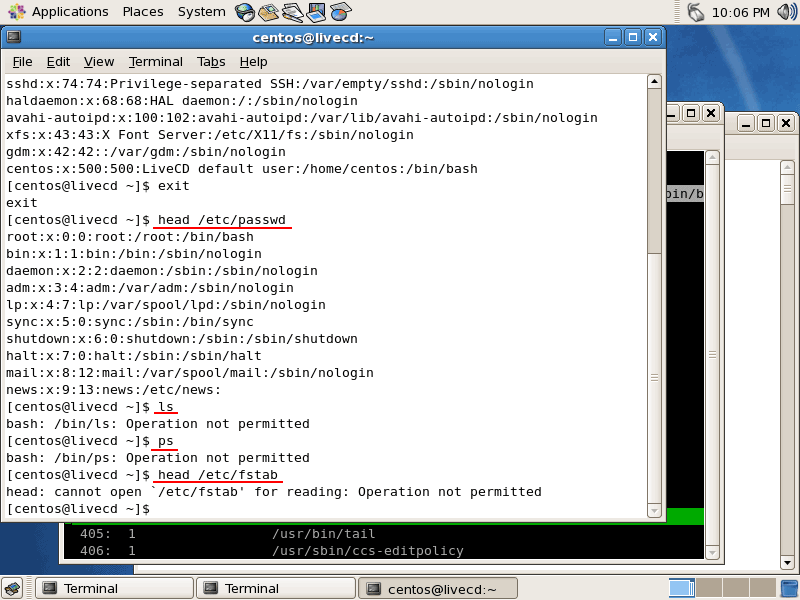 Applications Places System 10:06 PM
centos@livecd:~
File Edit View Terminal Tabs Help
sshd:x:74:74:Privilege-separated SSH:/var/empty/sshd:/sbin/nologin
haldaemon:x:68:68:HAL daemon:/:/sbin/nologin
avahi-autoipd:x:100:102:avahi-autoipd:/var/lib/avahi-autoipd:/sbin/nologin
xfs:x:43:43:X Font Server:/etc/X11/fs:/sbin/nologin
gdm:x:42:42::/var/gdm:/sbin/nologin
centos:x:500:500:LiveCD default user:/home/centos:/bin/bash
[centos@livecd ~]$ exit
exit
[centos@livecd ~]$ head /etc/passwd
root:x:0:0:root:/root:/bin/bash
bin:x:1:1:bin:/bin:/sbin/nologin
daemon:x:2:2:daemon:/sbin:/sbin/nologin
adm:x:3:4:adm:/var/adm:/sbin/nologin
lp:x:4:7:lp:/var/spool/lpd:/sbin/nologin
sync:x:5:0:sync:/sbin:/bin/sync
shutdown:x:6:0:shutdown:/sbin:/sbin/shutdown
halt:x:7:0:halt:/sbin:/sbin/halt
mail:x:8:12:mail:/var/spool/mail:/sbin/nologin
news:x:9:13:news:/etc/news:
[centos@livecd ~]$ ls
bash: /bin/ls: Operation not permitted
[centos@livecd ~]$ ps
bash: /bin/ps: Operation not permitted
[centos@livecd ~]$ head /etc/fstab
head: cannot open `/etc/fstab' for reading: Operation not permitted
[centos@livecd ~]$
bin/b
405: 1 /usr/bin/tail
406: 1 /usr/sbin/ccs-editpolicy
Terminal Terminal centos@livecd:~